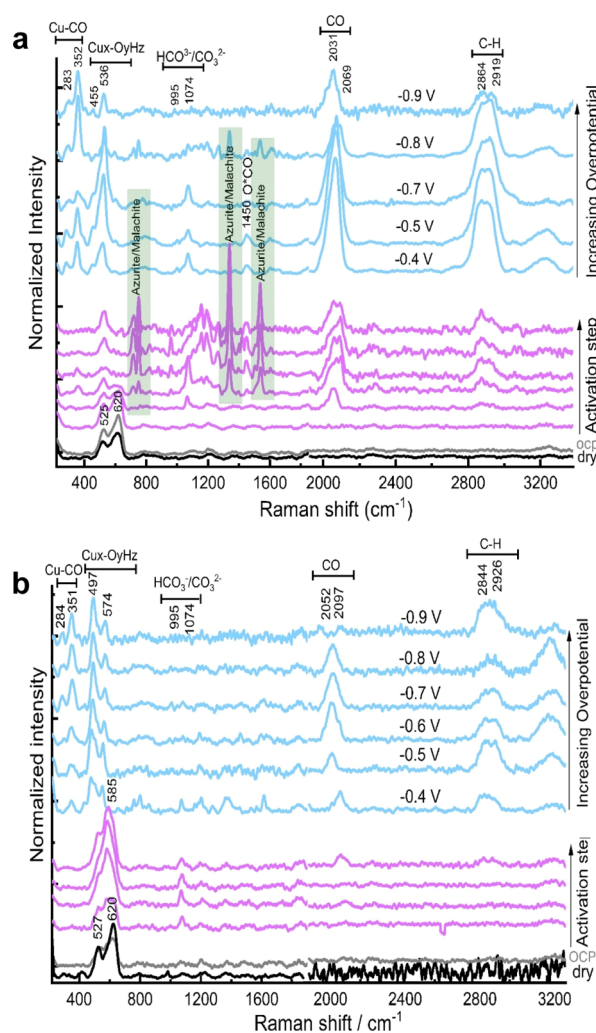 a
Cu-CO
Cux-OyHz
HCO³⁻/CO₃²⁻
CO
C-H
283
352
455
536
995
1074
2031
2069
2864
2919
-0.9 V
-0.8 V
-0.7 V
-0.5 V
-0.4 V
Azurite/Malachite
Azurite/Malachite
1450 O*CO
Azurite/Malachite
525
620
Normalized Intensity
Increasing Overpotential
Activation step
ocp
dry
400 800 1200 1600 2000 2400 2800 3200
Raman shift (cm⁻¹)
b
Cu-CO
Cux-OyHz
HCO₃⁻/CO₃²⁻
CO
C-H
284
351
497
574
995
1074
2052
2097
2844
2926
-0.9 V
-0.8 V
-0.7 V
-0.6 V
-0.5 V
-0.4 V
585
527
620
Normalized intensity
Increasing Overpotential
Activation ste
OCP
dry
400 800 1200 1600 2000 2400 2800 3200
Raman shift / cm⁻¹